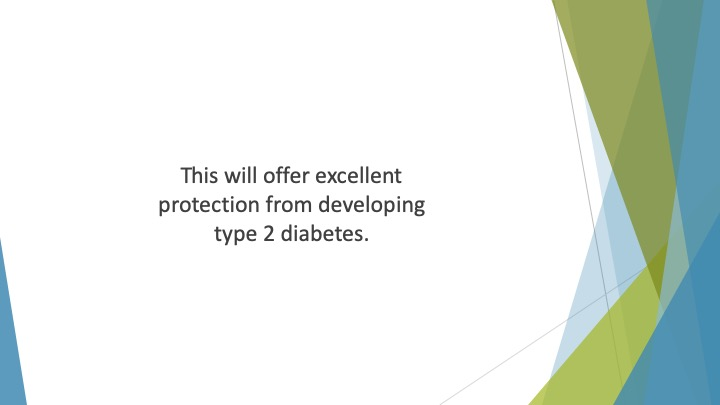 This will offer excellent
protection from developing
type 2 diabetes.